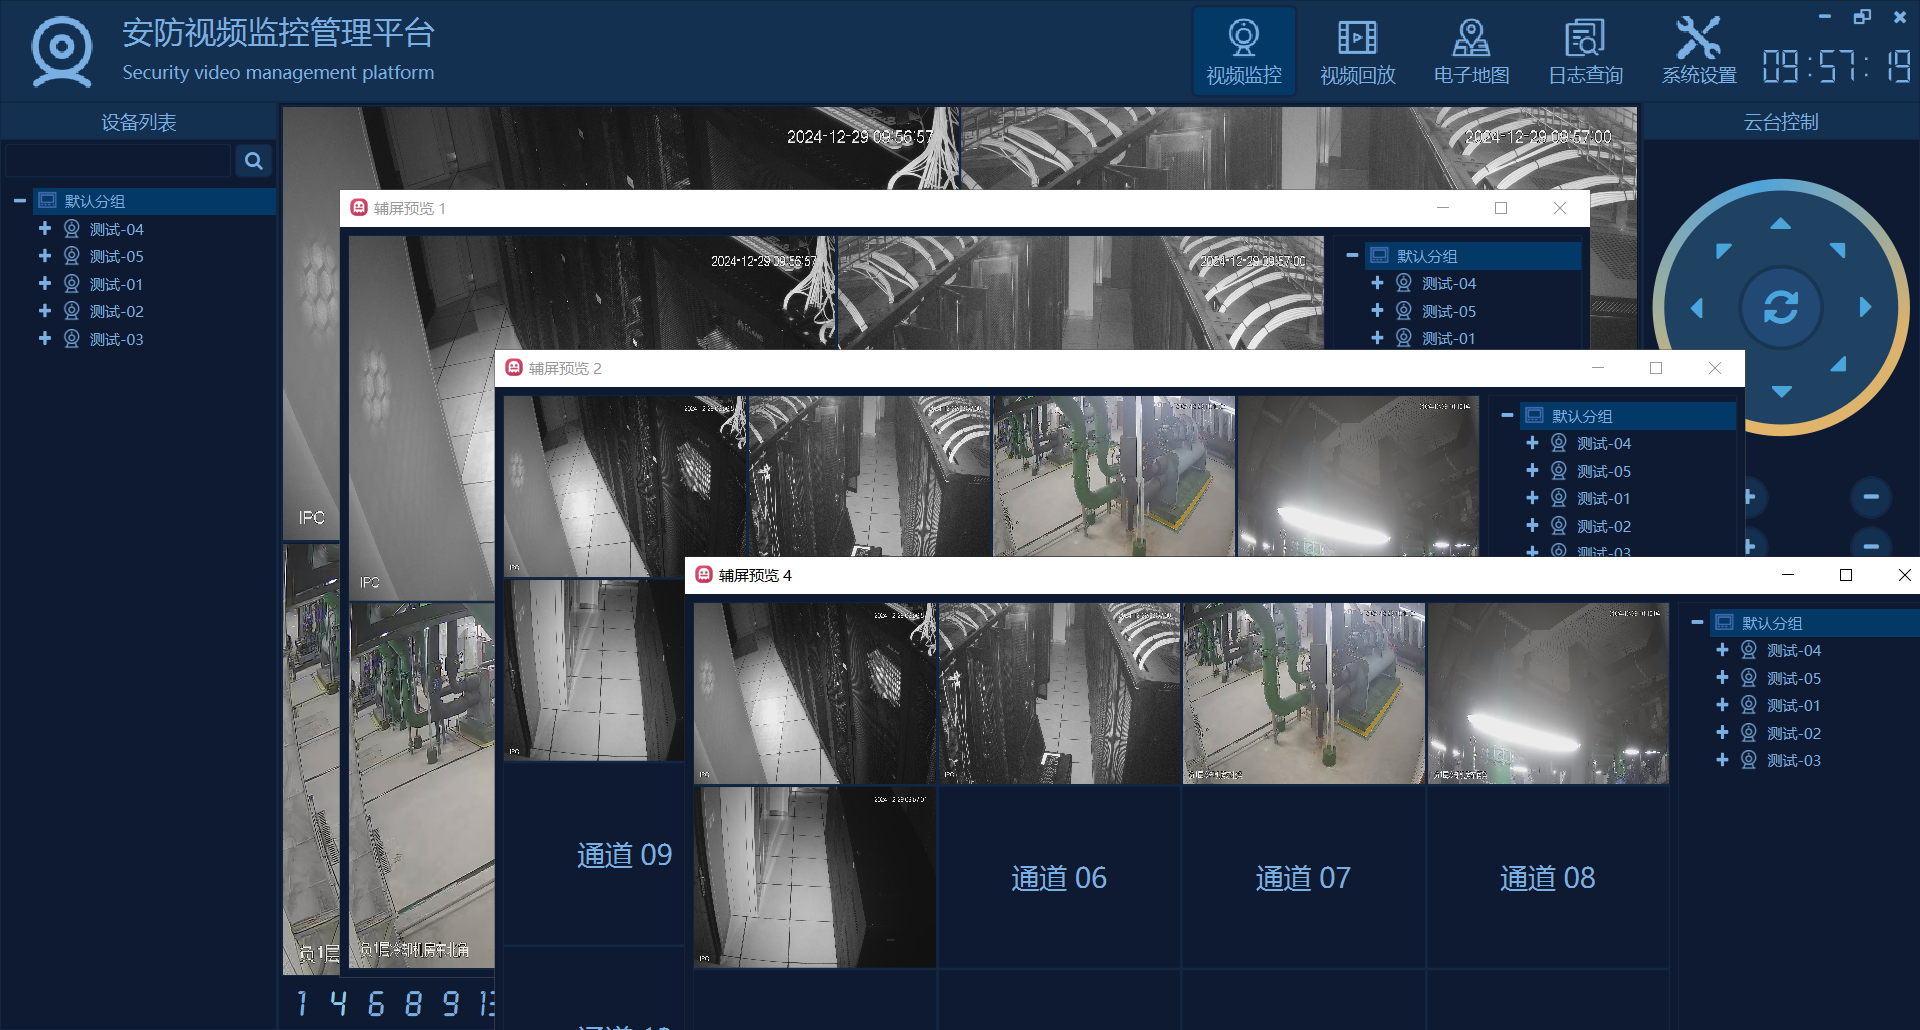 安防视频监控管理平台
Security video management platform
视频监控
视频回放
电子地图
日志查询
系统设置
09:57:19
设备列表
默认分组
测试-04
测试-05
测试-01
测试-02
测试-03
2024-12-29 09:56:57
2024-12-29 09:57:00
IPC
负1层
1 4 6 8 9 13
云台控制
辅屏预览 1
2024-12-29 09:56:57
2024-12-29 09:57:00
IPC
负1层冷却机房东北角
默认分组
测试-04
测试-05
测试-01
辅屏预览 2
IPC
IPC
通道 09
默认分组
测试-04
测试-05
测试-01
测试-02
测试-03
辅屏预览 4
IPC
IPC
IPC
通道 06
通道 07
通道 08
默认分组
测试-04
测试-05
测试-01
测试-02
测试-03